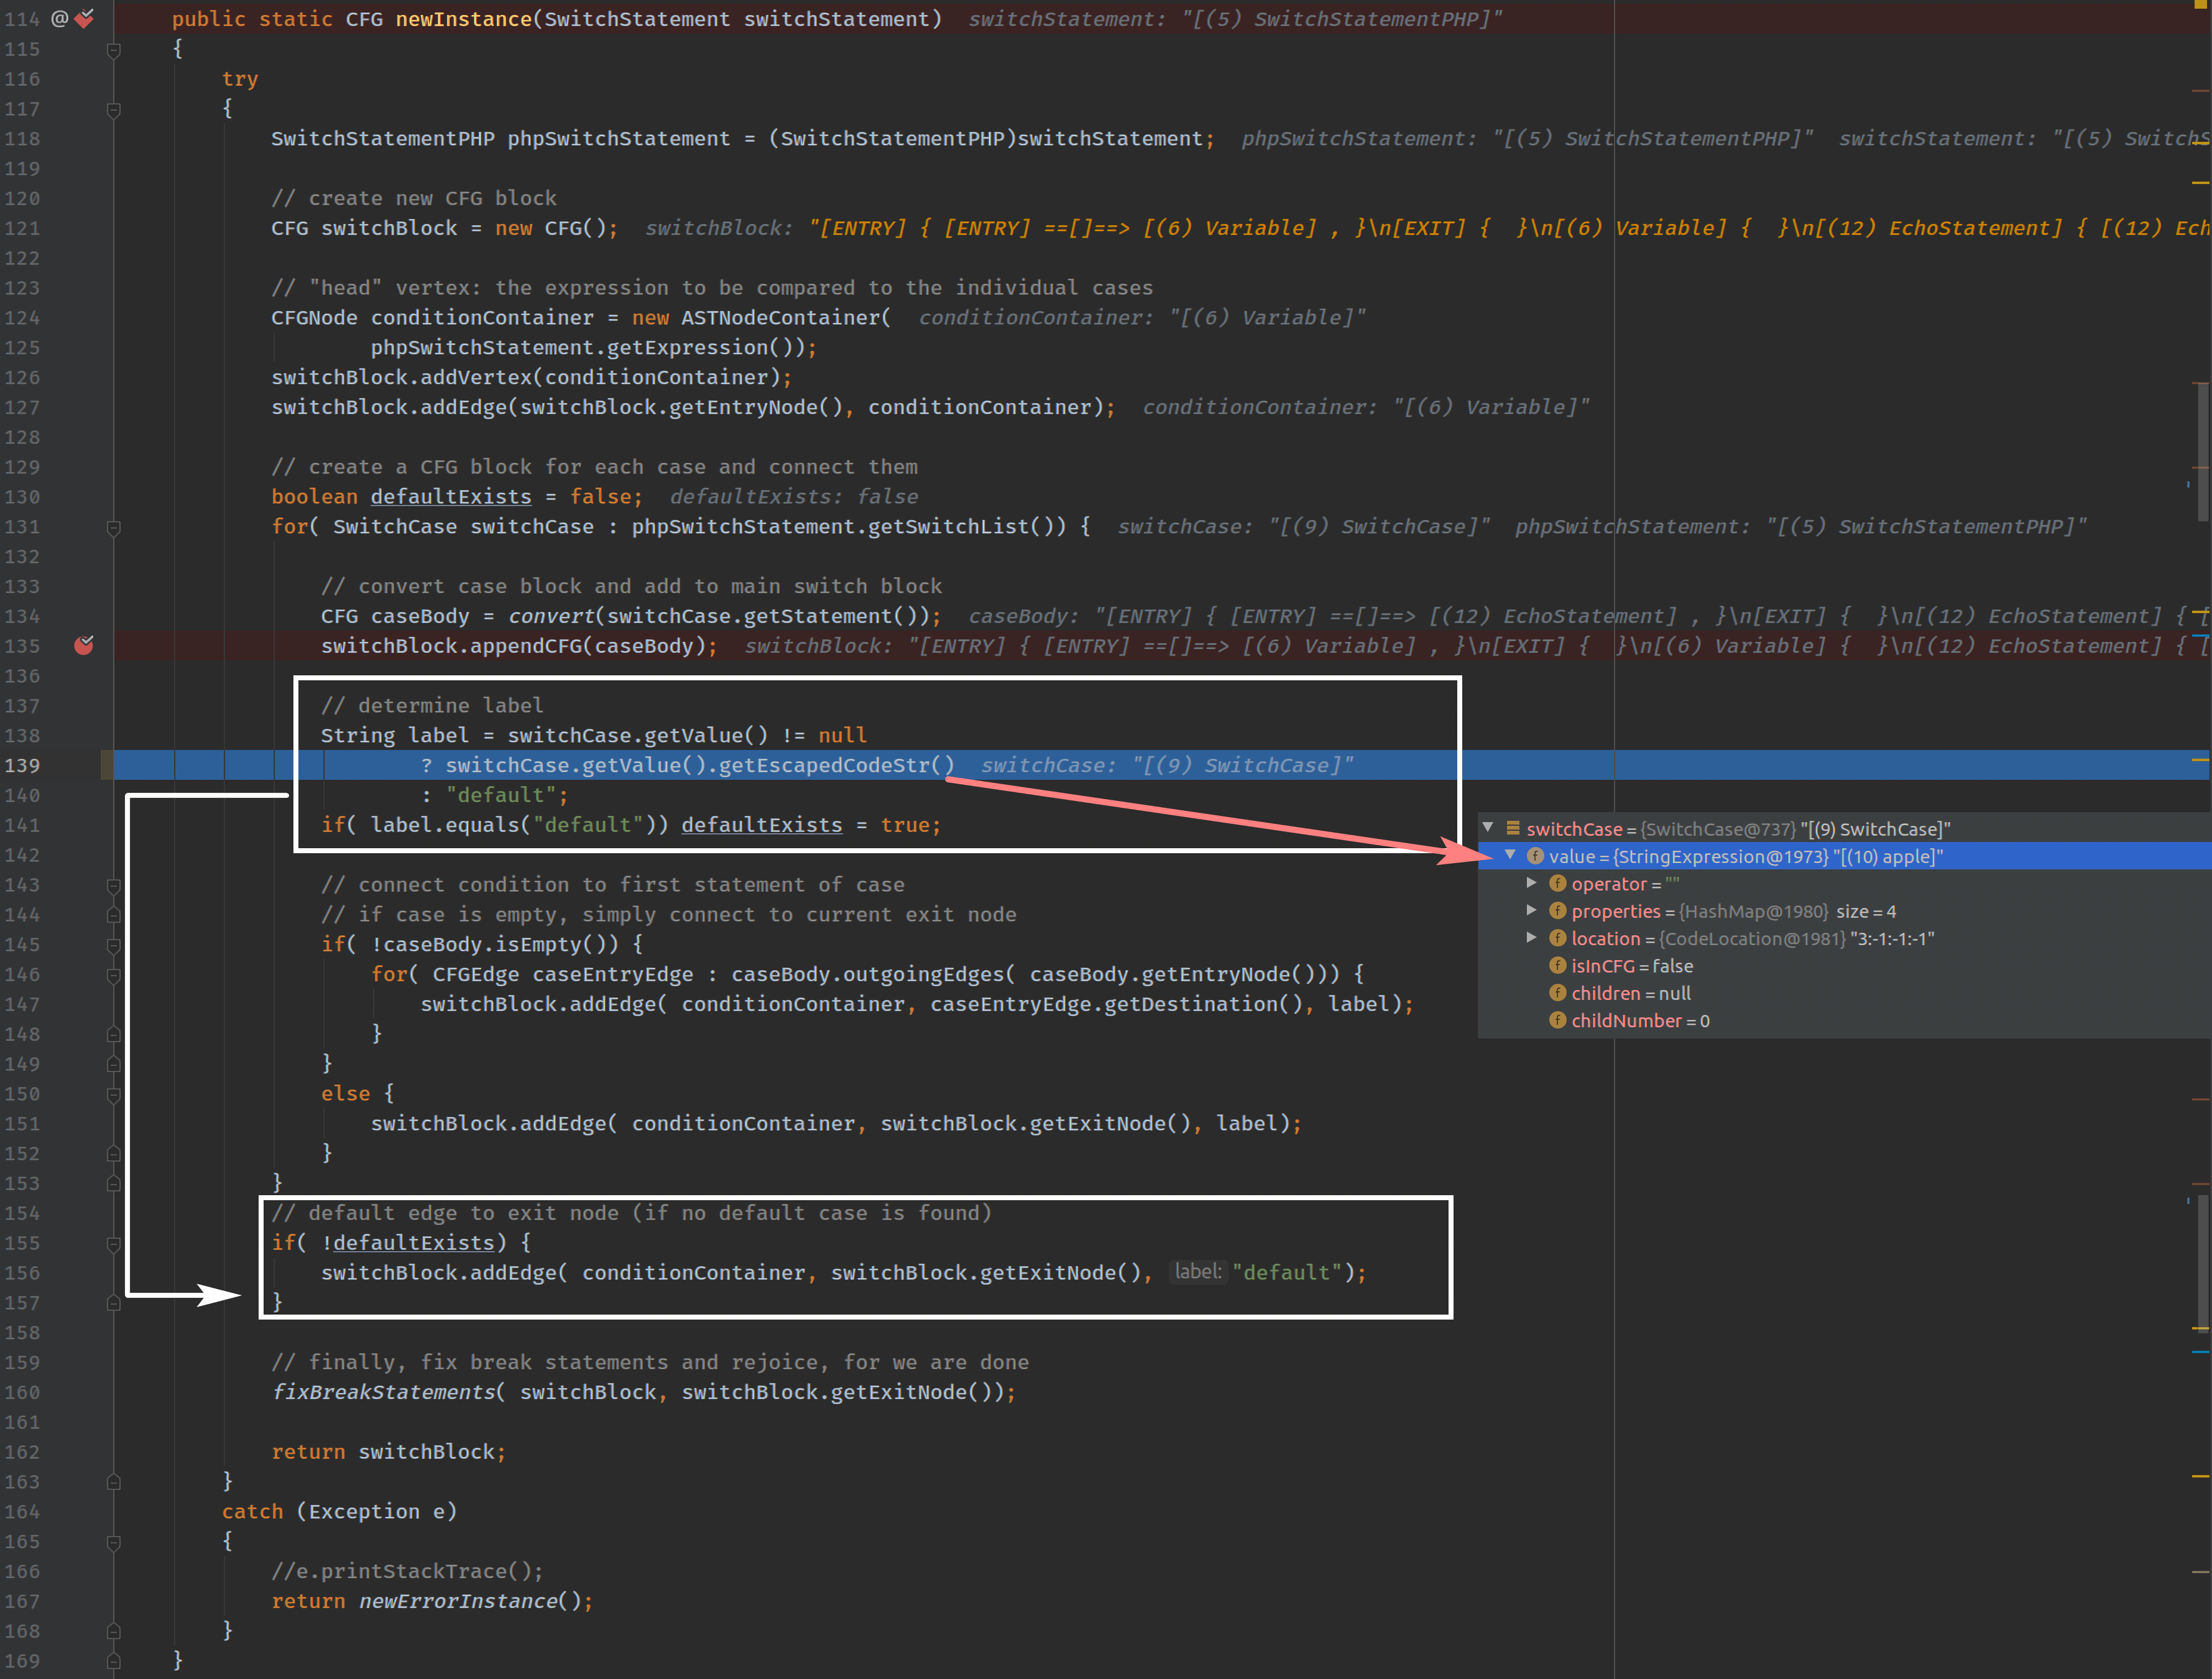 114 @ public static CFG newInstance(SwitchStatement switchStatement) switchStatement: "[(5) SwitchStatementPHP]"
115 {
116 try
117 {
118 SwitchStatementPHP phpSwitchStatement = (SwitchStatementPHP)switchStatement; phpSwitchStatement: "[(5) SwitchStatementPHP]" switchStatement: "[(5) SwitchS
119
120 // create new CFG block
121 CFG switchBlock = new CFG(); switchBlock: "[ENTRY] { [ENTRY] ==[]==> [(6) Variable] , }\n[EXIT] {  }\n[(6) Variable] {  }\n[(12) EchoStatement] { [(12) Ech
122
123 // "head" vertex: the expression to be compared to the individual cases
124 CFGNode conditionContainer = new ASTNodeContainer( conditionContainer: "[(6) Variable]"
125 phpSwitchStatement.getExpression());
126 switchBlock.addVertex(conditionContainer);
127 switchBlock.addEdge(switchBlock.getEntryNode(), conditionContainer); conditionContainer: "[(6) Variable]"
128
129 // create a CFG block for each case and connect them
130 boolean defaultExists = false; defaultExists: false
131 for( SwitchCase switchCase : phpSwitchStatement.getSwitchList()) { switchCase: "[(9) SwitchCase]" phpSwitchStatement: "[(5) SwitchStatementPHP]"
132
133 // convert case block and add to main switch block
134 CFG caseBody = convert(switchCase.getStatement()); caseBody: "[ENTRY] { [ENTRY] ==[]==> [(12) EchoStatement] , }\n[EXIT] {  }\n[(12) EchoStatement] { [
135 switchBlock.appendCFG(caseBody); switchBlock: "[ENTRY] { [ENTRY] ==[]==> [(6) Variable] , }\n[EXIT] {  }\n[(6) Variable] {  }\n[(12) EchoStatement] { [
136
137 // determine label
138 String label = switchCase.getValue() != null
139 ? switchCase.getValue().getEscapedCodeStr() switchCase: "[(9) SwitchCase]"
140 : "default";
141 if( label.equals("default")) defaultExists = true;
switchCase = {SwitchCase@737} "[(9) SwitchCase]"
142
value = {StringExpression@1973} "[(10) apple]"
143 // connect condition to first statement of case
operator = ""
144 // if case is empty, simply connect to current exit node
properties = {HashMap@1980} size = 4
145 if( !caseBody.isEmpty()) {
location = {CodeLocation@1981} "3:-1:-1:-1"
146 for( CFGEdge caseEntryEdge : caseBody.outgoingEdges( caseBody.getEntryNode())) {
isInCFG = false
147 switchBlock.addEdge( conditionContainer, caseEntryEdge.getDestination(), label);
children = null
148 }
childNumber = 0
149 }
150 else {
151 switchBlock.addEdge( conditionContainer, switchBlock.getExitNode(), label);
152 }
153 }
154 // default edge to exit node (if no default case is found)
155 if( !defaultExists) {
156 switchBlock.addEdge( conditionContainer, switchBlock.getExitNode(), label: "default");
157 }
158
159 // finally, fix break statements and rejoice, for we are done
160 fixBreakStatements( switchBlock, switchBlock.getExitNode());
161
162 return switchBlock;
163 }
164 catch (Exception e)
165 {
166 //e.printStackTrace();
167 return newErrorInstance();
168 }
169 }